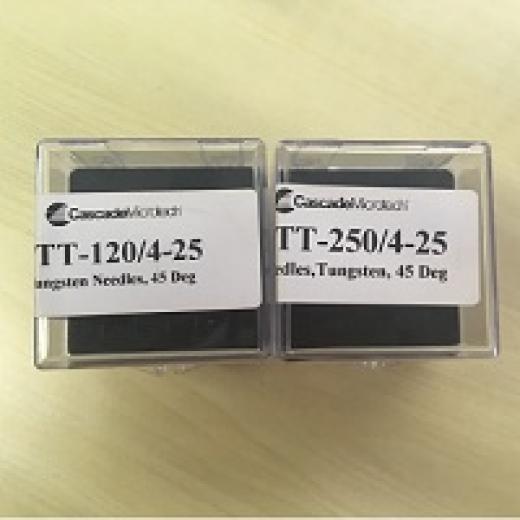 CascadeMicrotech
TT-120/4-25
ungsten Needles, 45 Deg
CascadeMicrotech
TT-250/4-25
edles,Tungsten, 45 Deg